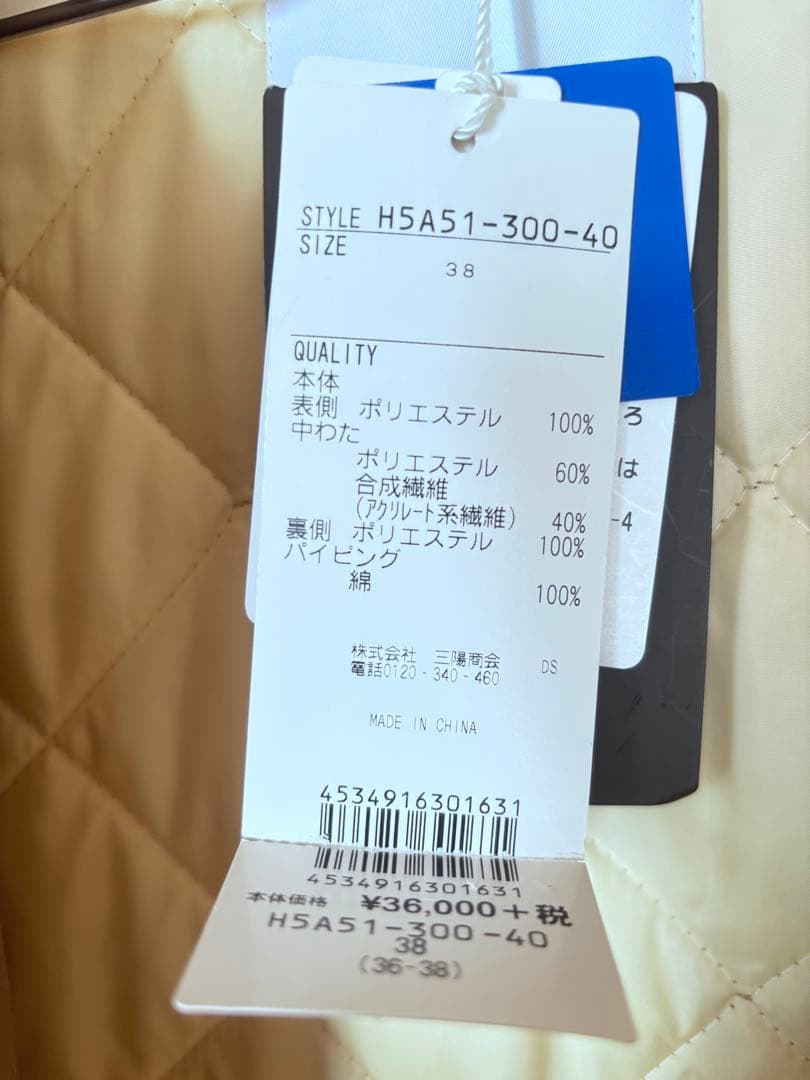 STYLE H5A51-300-40
SIZE
38
QUALITY
本体
表側 ポリエステル 100%
中わた
ポリエステル 60%
合成繊維
(アクリレート系繊維) 40%
裏側 ポリエステル 100%
パイピング
綿 100%
株式会社 三陽商会 DS
電話0120-340-460
MADE IN CHINA
4534916301631
4534916301631
本体価格 ¥36,000+税
H5A51-300-40
38
(36-38)
ろ
は
-4